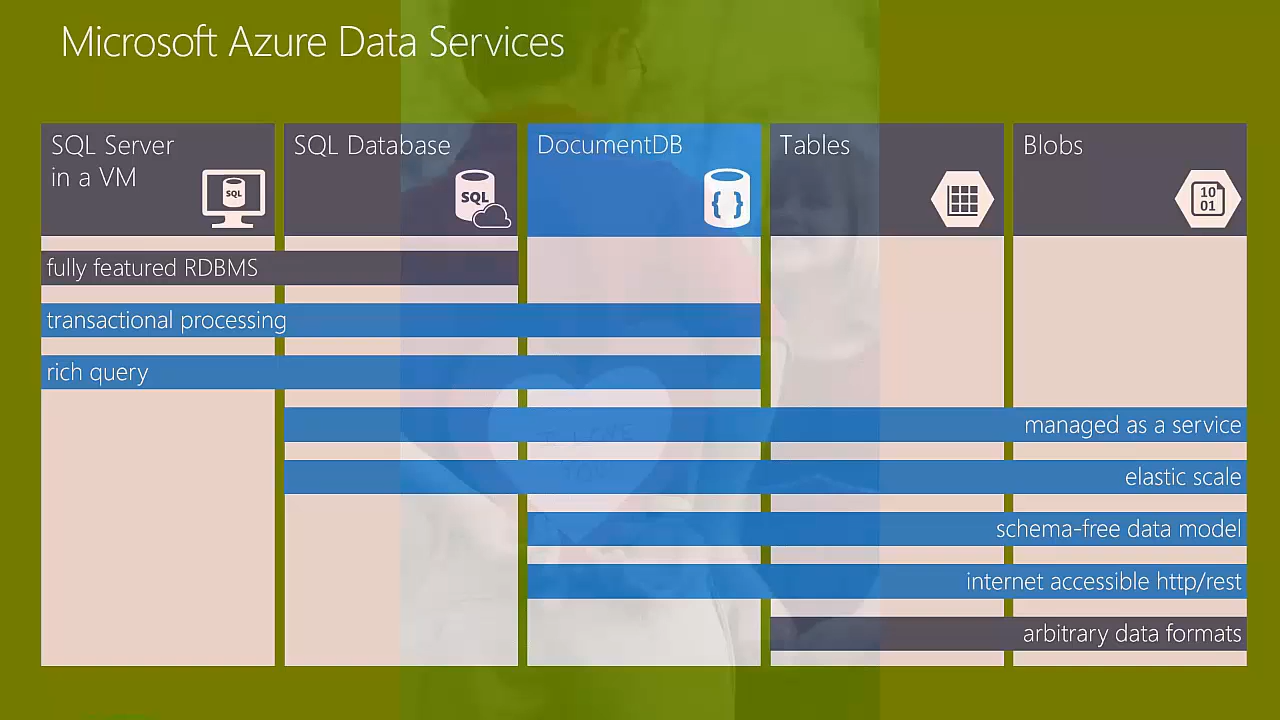 Microsoft Azure Data Services
SQL Server
in a VM
SQL
SQL Database
SQL
DocumentDB
{ }
Tables
Blobs
10
01
fully featured RDBMS
transactional processing
rich query
managed as a service
elastic scale
schema-free data model
internet accessible http/rest
arbitrary data formats
I LOVE
YOU!